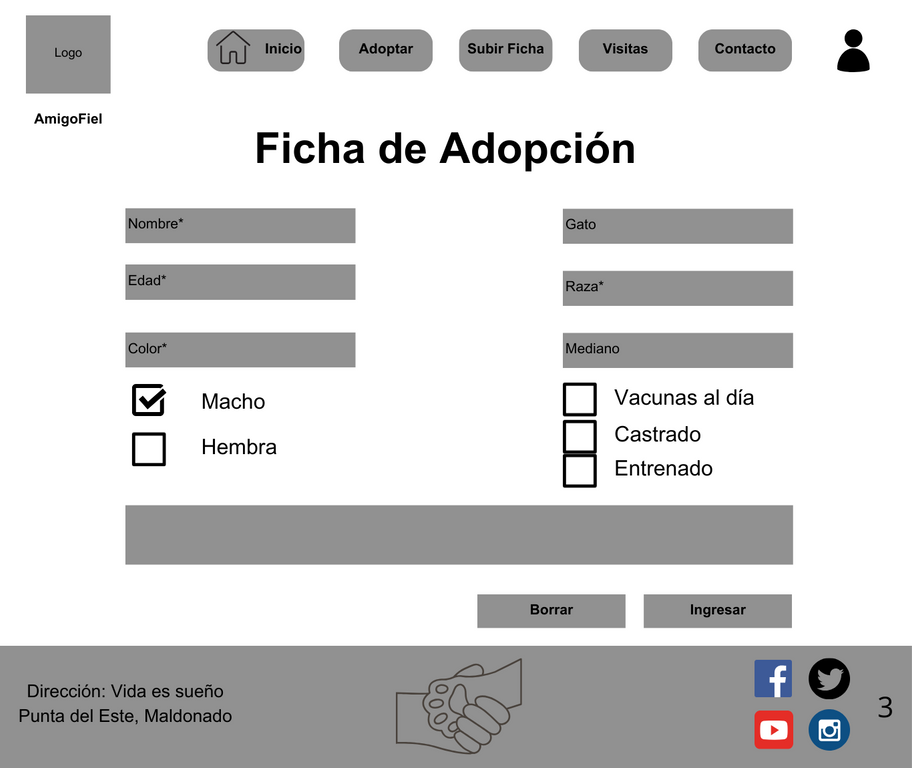 Logo
Inicio
Adoptar
Subir Ficha
Visitas
Contacto
AmigoFiel
Ficha de Adopción
Nombre*
Gato
Edad*
Raza*
Color*
Mediano
Macho
Hembra
Vacunas al día
Castrado
Entrenado
Borrar
Ingresar
Dirección: Vida es sueño
Punta del Este, Maldonado
3